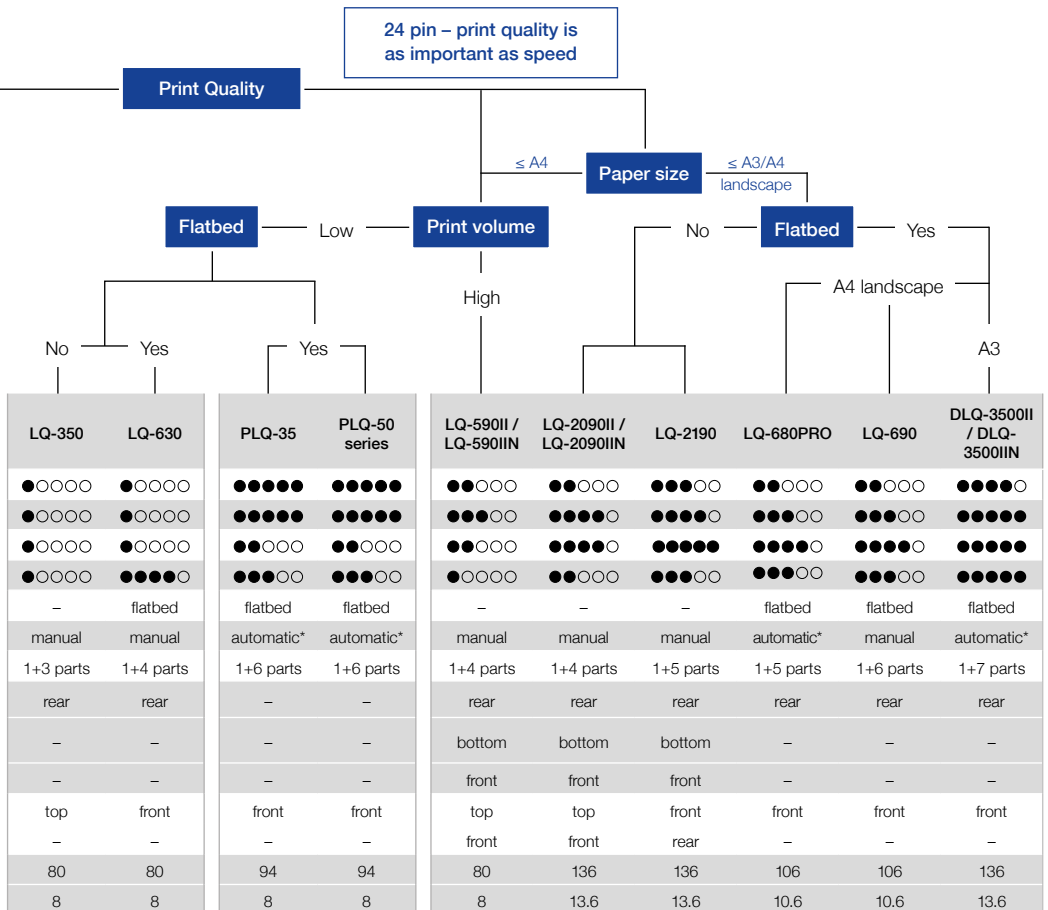 24 pin – print quality is
as important as speed
Print Quality
≤ A4
Paper size
≤ A3/A4
landscape
Flatbed
Low
Print volume
No
Flatbed
Yes
High
A4 landscape
No
Yes
Yes
A3
LQ-350
LQ-630
PLQ-35
PLQ-50
series
LQ-590II /
LQ-590IIN
LQ-2090II /
LQ-2090IIN
LQ-2190
LQ-680PRO
LQ-690
DLQ-3500II
/ DLQ-
3500IIN
●○○○○ ●○○○○ ●●●●● ●●●●● ●●○○○ ●●○○○ ●●●○○ ●●○○○ ●●○○○ ●●●●○
●○○○○ ●○○○○ ●●●●● ●●●●● ●●●○○ ●●●●○ ●●●●○ ●●●○○ ●●●○○ ●●●●●
●○○○○ ●○○○○ ●●○○○ ●●○○○ ●●○○○ ●●●●○ ●●●●● ●●●●○ ●●●●○ ●●●●●
●○○○○ ●●●●○ ●●●○○ ●●●○○ ●○○○○ ●●○○○ ●●●○○ ●●●○○ ●●●○○ ●●●●●
– flatbed flatbed flatbed – – – flatbed flatbed flatbed
manual manual automatic* automatic* manual manual manual automatic* manual automatic*
1+3 parts 1+4 parts 1+6 parts 1+6 parts 1+4 parts 1+4 parts 1+5 parts 1+5 parts 1+6 parts 1+7 parts
rear rear – – rear rear rear rear rear rear
– – – – bottom bottom bottom – – –
– – – – front front front – – –
top front front front top top front front front front
– – – – front front rear – – –
80 80 94 94 80 136 136 106 106 136
8 8 8 8 8 13.6 13.6 10.6 10.6 13.6